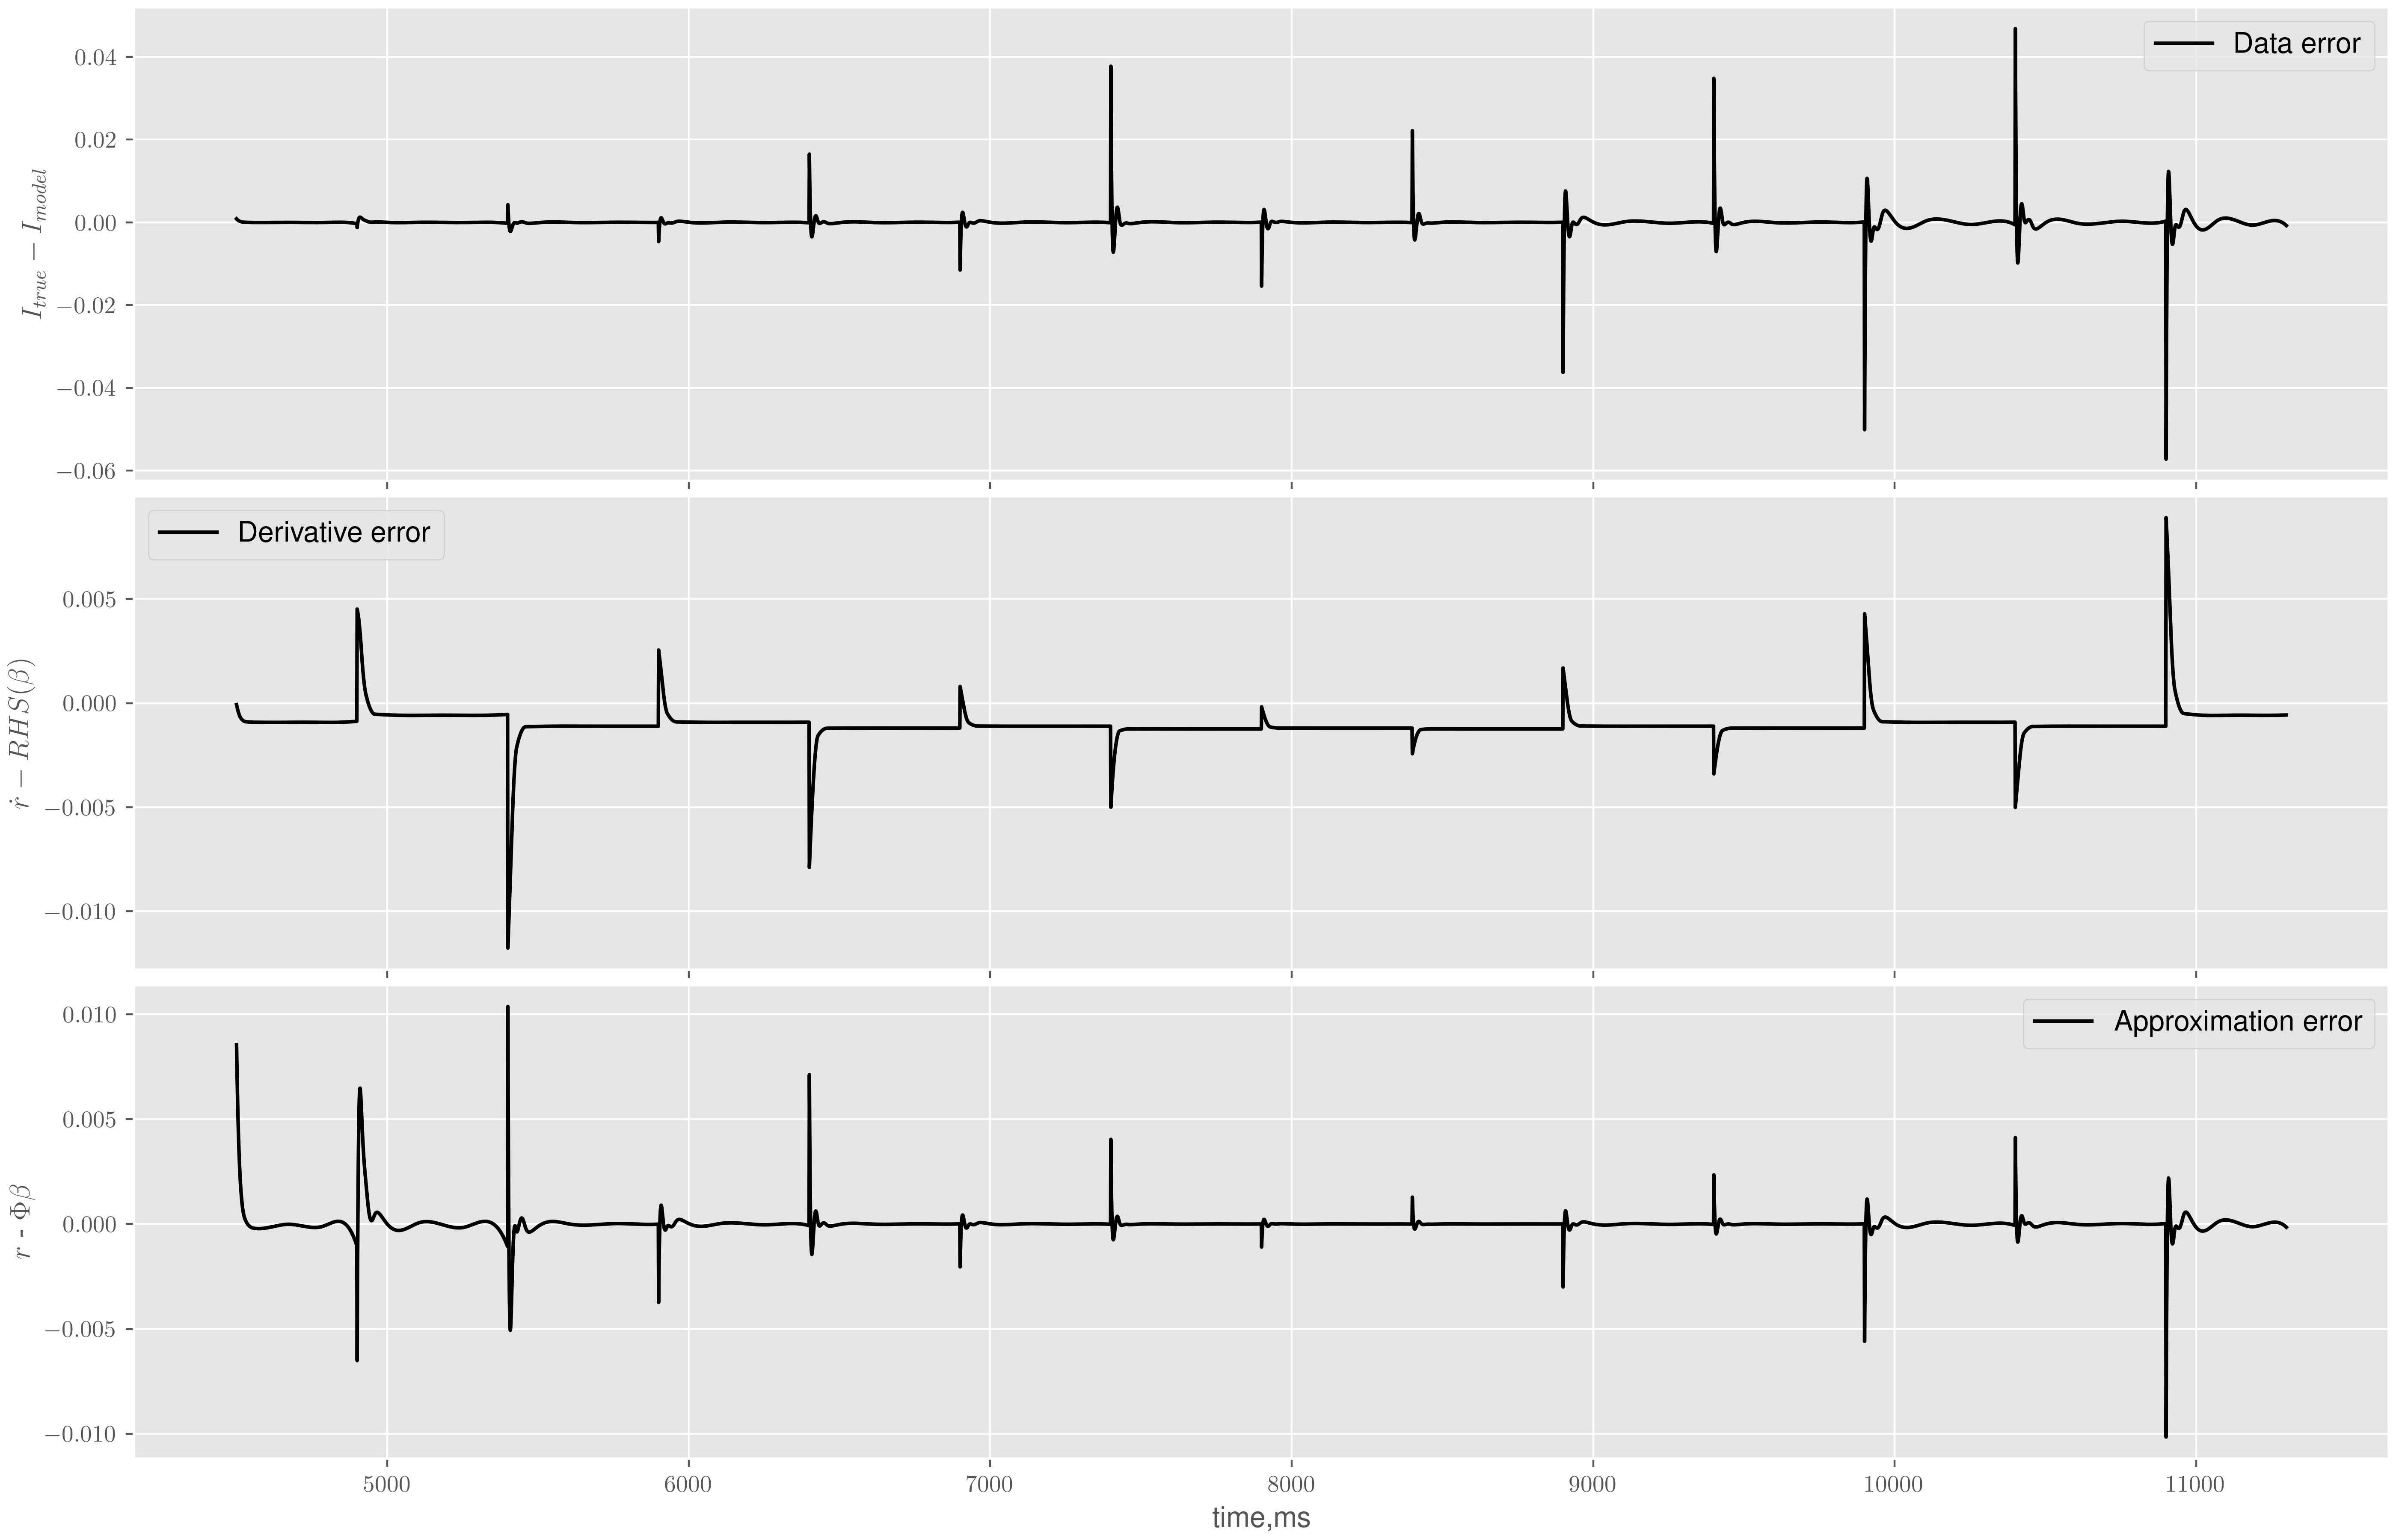 0.04
0.02
0.00
−0.02
−0.04
−0.06
I_true − I_model
Data error
0.005
0.000
−0.005
−0.010
ṙ − RHS(β)
Derivative error
0.010
0.005
0.000
−0.005
−0.010
r - Φβ
Approximation error
5000 6000 7000 8000 9000 10000 11000
time,ms